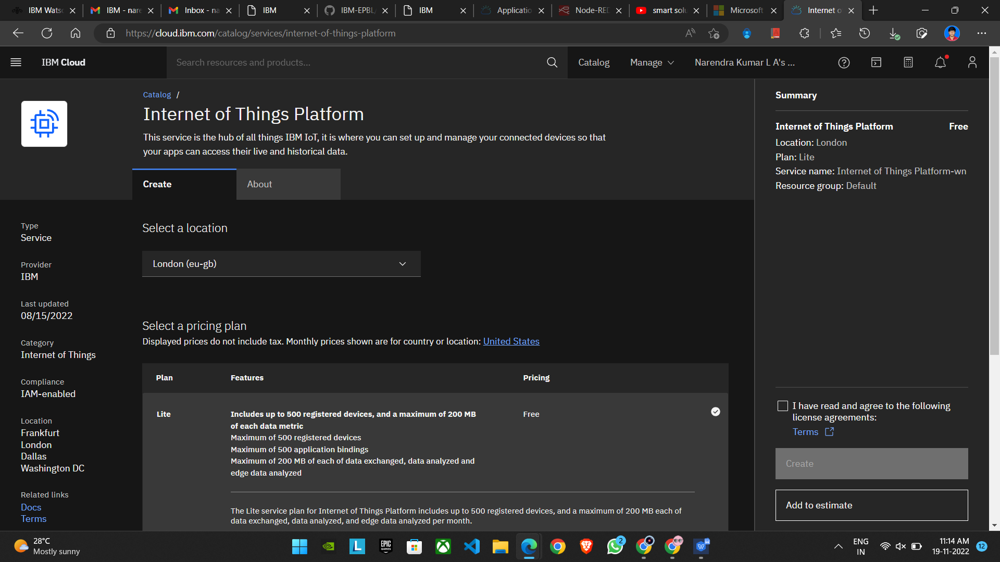 IBM Wats
IBM - nare
Inbox - na
IBM
IBM-EPBL
IBM
Applicatio
Node-RED
smart solu
Microsoft
Internet o
https://cloud.ibm.com/catalog/services/internet-of-things-platform
IBM Cloud
Search resources and products...
Catalog
Manage
Narendra Kumar L A's ...
Catalog /
Internet of Things Platform
This service is the hub of all things IBM IoT, it is where you can set up and manage your connected devices so that
your apps can access their live and historical data.
Create
About
Type
Service
Provider
IBM
Last updated
08/15/2022
Category
Internet of Things
Compliance
IAM-enabled
Location
Frankfurt
London
Dallas
Washington DC
Related links
Docs
Terms
Select a location
London (eu-gb)
Select a pricing plan
Displayed prices do not include tax. Monthly prices shown are for country or location: United States
Plan Features Pricing
Lite
Includes up to 500 registered devices, and a maximum of 200 MB
of each data metric
Maximum of 500 registered devices
Maximum of 500 application bindings
Maximum of 200 MB of each of data exchanged, data analyzed and
edge data analyzed
Free
The Lite service plan for Internet of Things Platform includes up to 500 registered devices, and a maximum of 200 MB each of
data exchanged, data analyzed, and edge data analyzed per month.
Summary
Internet of Things Platform Free
Location: London
Plan: Lite
Service name: Internet of Things Platform-wn
Resource group: Default
I have read and agree to the following
license agreements:
Terms
Create
Add to estimate
28°C
Mostly sunny
L
EPIC
GAMES
2
W
ENG
IN
11:14 AM
19-11-2022
12